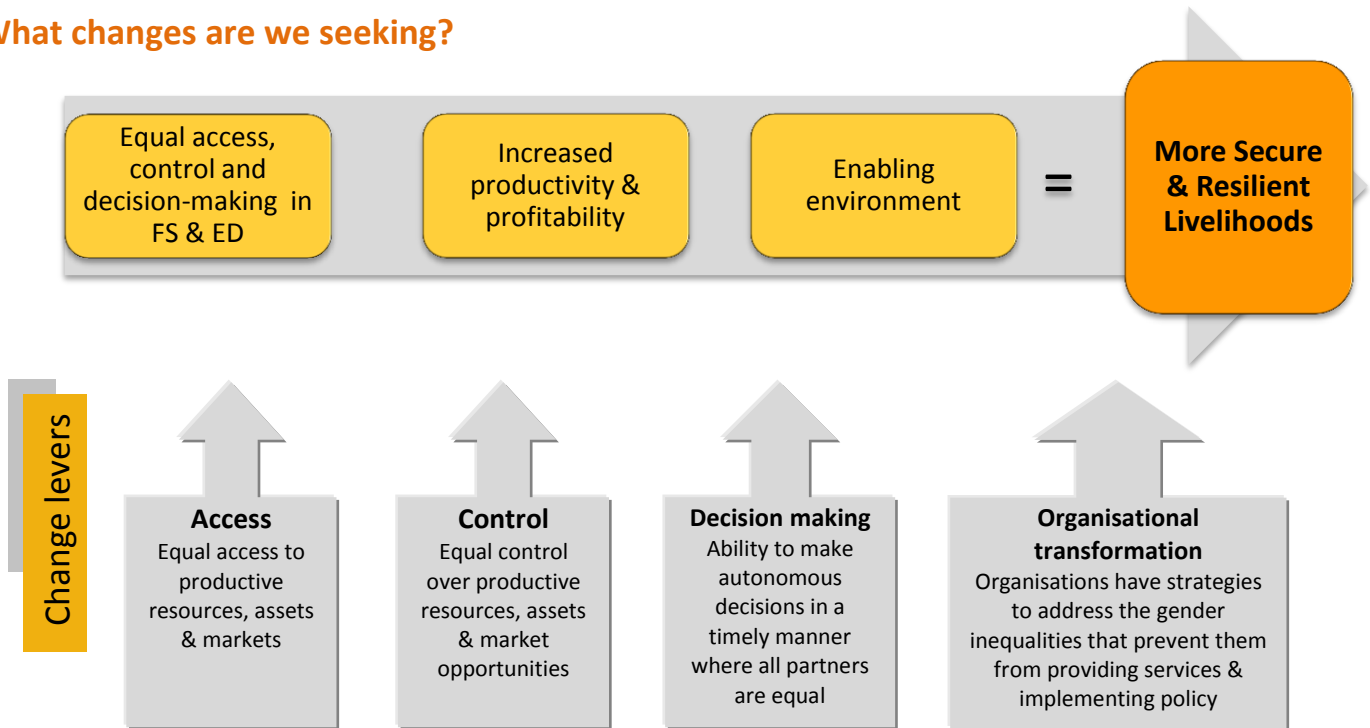 What changes are we seeking?
Equal access,
control and
decision-making in
FS & ED
Increased
productivity &
profitability
Enabling
environment
=
More Secure
& Resilient
Livelihoods
Change levers
Access
Equal access to
productive
resources, assets
& markets
Control
Equal control
over productive
resources, assets
& market
opportunities
Decision making
Ability to make
autonomous
decisions in a
timely manner
where all partners
are equal
Organisational
transformation
Organisations have strategies
to address the gender
inequalities that prevent them
from providing services &
implementing policy